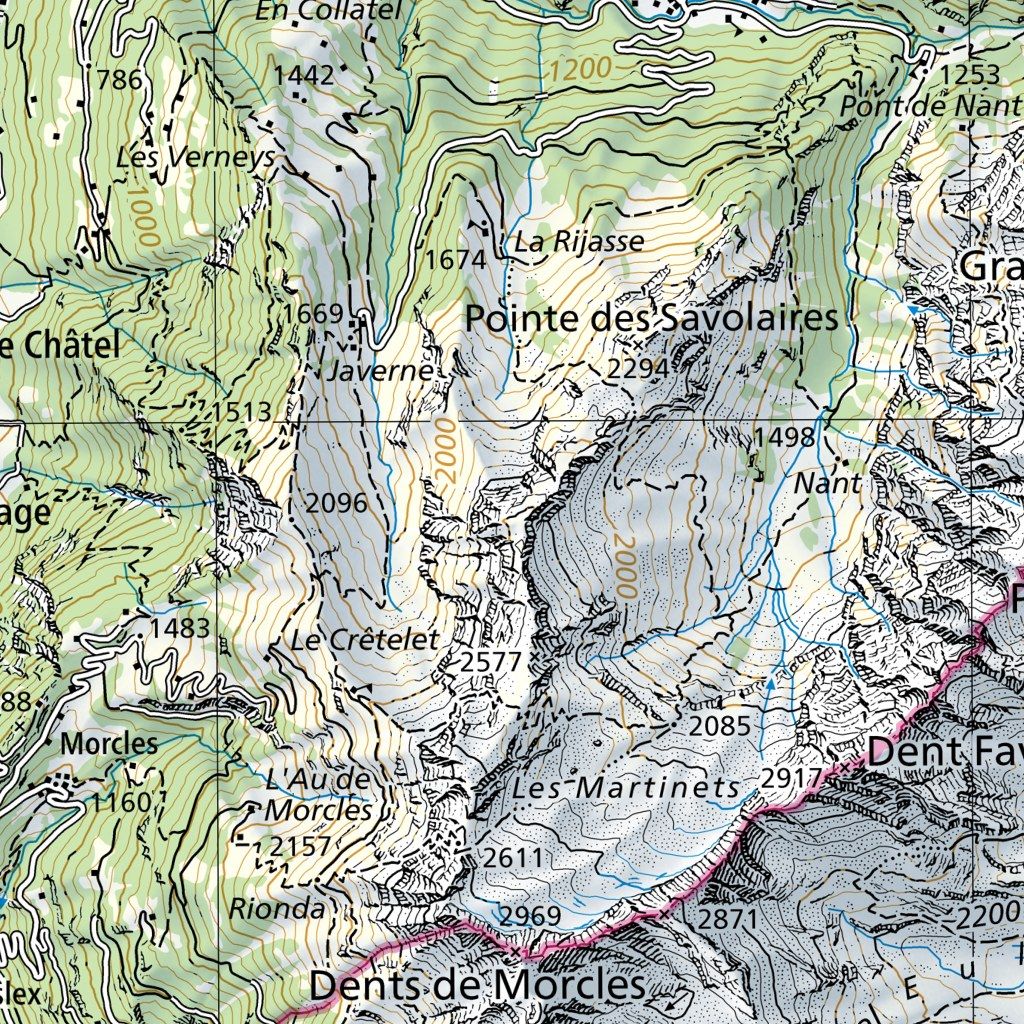 En Collatel
1200
786
1442
1253
Pont de Nant
Les Verneys
1000
La Rijasse
1674
Gra
1669
Pointe des Savolaires
e Châtel
Javerne
2294
1513
2000
1498
Nant
2096
age
2000
P
1483
Le Crêtelet
2577
88
2085
Morcles
Dent Fav
L'Au de
Morcles
Les Martinets
2917
1160
2157
2611
Rionda
2969
2871
2200
Dents de Morcles
slex
E
u